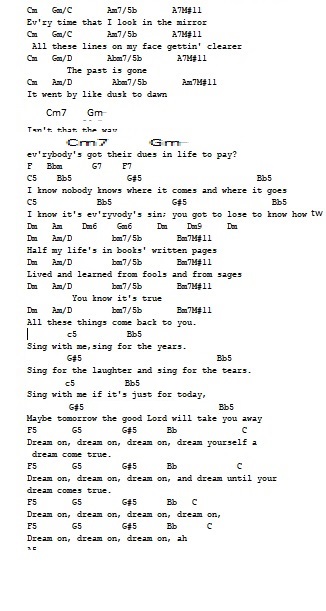 Cm   Gm/C       Am7/5b       A7M#11
Ev'ry time that I look in the mirror
Cm   Gm/C       Am7/5b       A7M#11
All these lines on my face gettin' clearer
Cm   Gm/D       Abm7/5b       A7M#11
The past is gone
Cm   Am/D        Abm7/5b       Am7M#11
It went by like dusk to dawn
Cm7    Gm
Isn't that the way
Cm7    Gm
ev'rybody's got their dues in life to pay?
F  Bbm      G7   F7
C5    Bb5           G#5                       Bb5
I know nobody knows where it comes and where it goes
C5            Bb5            G#5                 Bb5
I know it's ev'ryvody's sin; you got to lose to know how tw
Dm   Am   Dm6   Gm6    Dm   Dm9    Dm
Dm   Am/D        bm7/5b       Bm7M#11
Half my life's in books' written pages
Dm   Am/D        bm7/5b       Bm7M#11
Lived and learned from fools and from sages
You know it's true
Dm   Am/D        bm7/5b       Bm7M#11
All these things come back to you.
c5          Bb5
Sing with me,sing for the years.
G#5                           Bb5
Sing for the laughter and sing for the tears.
c5          Bb5
Sing with me if it's just for today,
G#5                           Bb5
Maybe tomorrow the good Lord will take you away
F5       G5        G#5      Bb             C
Dream on, dream on, dream on, dream yourself a
dream come true.
F5       G5        G#5      Bb            C
Dream on, dream on, dream on, and dream until your
dream comes true.
F5       G5        G#5      Bb   C
Dream on, dream on, dream on, dream on,
F5       G5        G#5      Bb      C
Dream on, dream on, dream on, ah